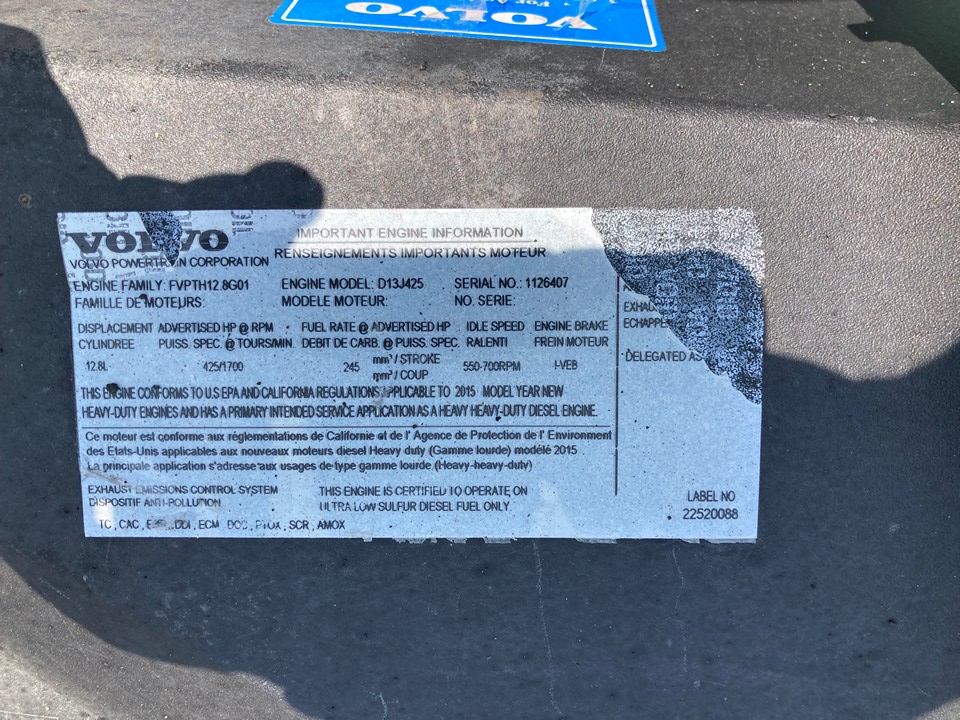 VOLVO
For A
VOLVO
VOLVO
IMPORTANT ENGINE INFORMATION
VOLVO POWERTRAIN CORPORATION
RENSEIGNEMENTS IMPORTANTS MOTEUR
ENGINE FAMILY: FVPTH12.8G01 ENGINE MODEL: D13J425 SERIAL NO.: 1126407
FAMILLE DE MOTEURS: MODELE MOTEUR: NO. SERIE:
EXHAU
ECHAPPE
DELEGATED AS
DISPLACEMENT ADVERTISED HP @ RPM FUEL RATE @ ADVERTISED HP IDLE SPEED ENGINE BRAKE
CYLINDREE PUISS. SPEC. @ TOURS/MIN. DEBIT DE CARB. @ PUISS. SPEC. RALENTI FREIN MOTEUR
12.8L 425/1700 245 mm³ / STROKE 550-700RPM I-VEB
mm³ / COUP
THIS ENGINE CONFORMS TO U.S EPA AND CALIFORNIA REGULATIONS APPLICABLE TO 2015 MODEL YEAR NEW
HEAVY-DUTY ENGINES AND HAS A PRIMARY INTENDED SERVICE APPLICATION AS A HEAVY HEAVY-DUTY DIESEL ENGINE.
Ce moteur est conforme aux réglementations de Californie et de l' Agence de Protection de l' Environment
des Etats-Unis applicables aux nouveaux moteurs diesel Heavy duty (Gamme lourde) modélé 2015
La principale application s'adresse aux usages de type gamme lourde (Heavy-heavy-duty)
EXHAUST EMISSIONS CONTROL SYSTEM THIS ENGINE IS CERTIFIED TO OPERATE ON
DISPOSITIF ANTI-POLLUTION ULTRA LOW SULFUR DIESEL FUEL ONLY
TC , CAC , DDI , ECM , DOC , PTOX , SCR , AMOX
LABEL NO
22520088